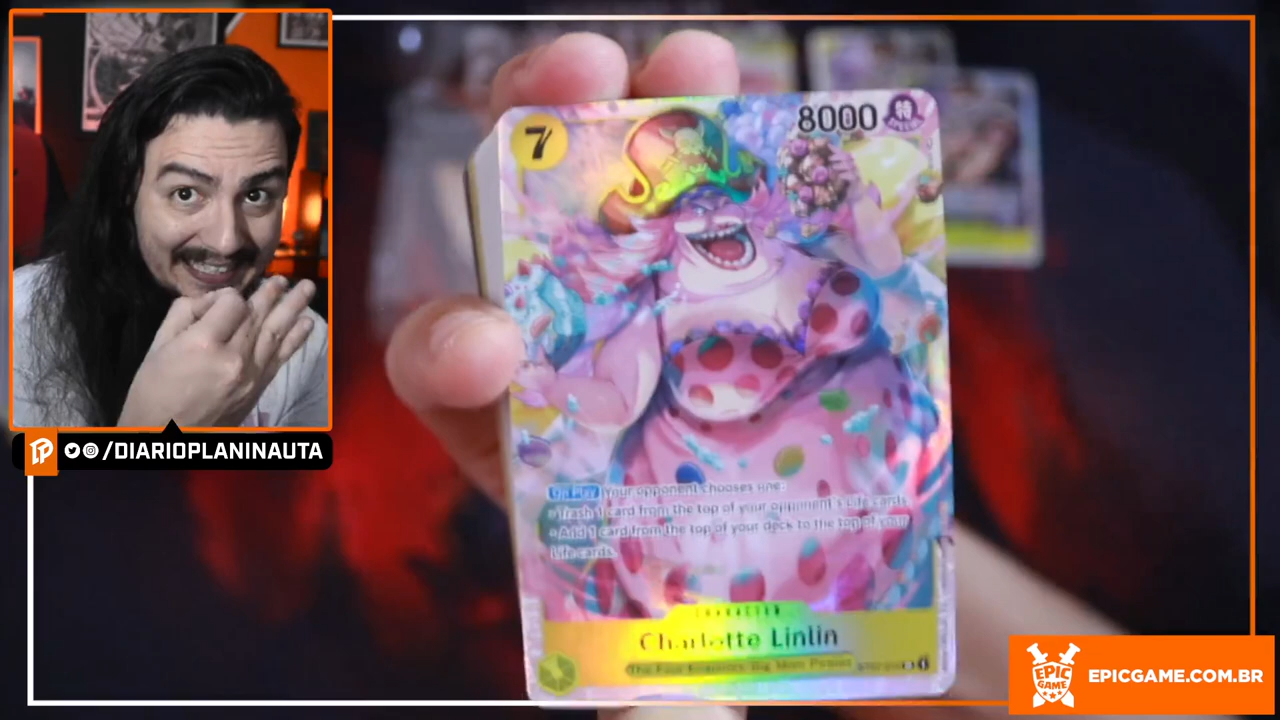 7
8000
特
SPECIAL
On Play Your opponent chooses one:
• Trash 1 card from the top of your opponent's Life cards.
• Add 1 card from the top of your deck to the top of your
Life cards.
CHARACTER
Charlotte Linlin
The Four Emperors/Big Mom Pirates
/DIARIOPLANINAUTA
EPIC
GAME
EPICGAME.COM.BR